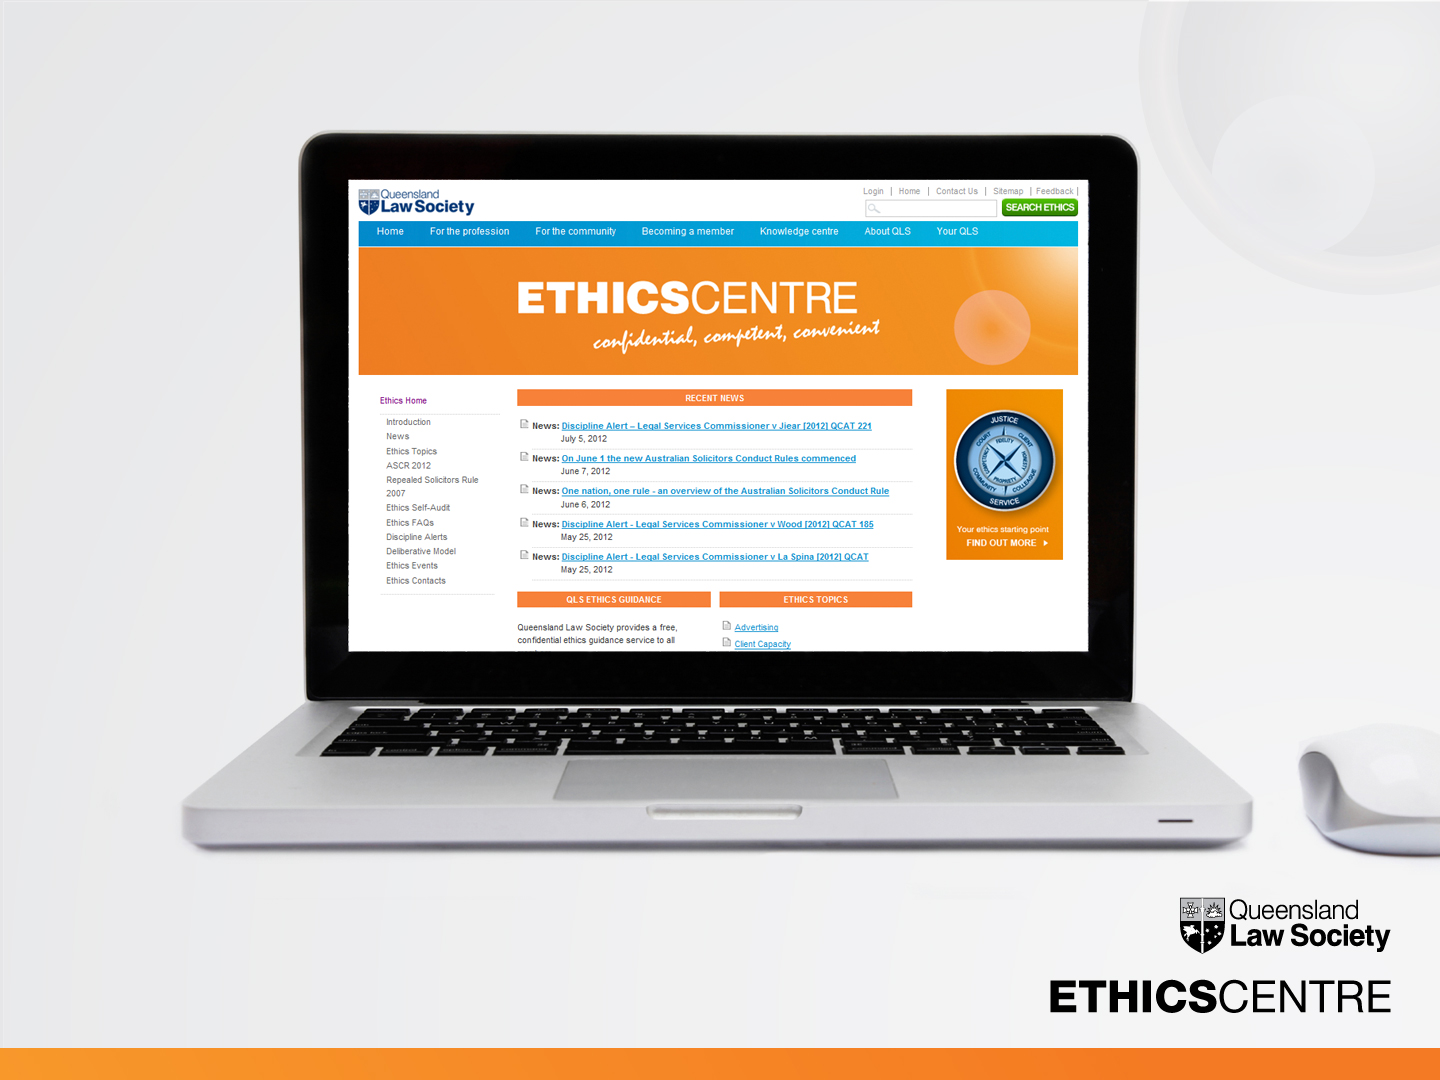 Queensland
Law Society
Login | Home | Contact Us | Sitemap | Feedback |
SEARCH ETHICS
Home For the profession For the community Becoming a member Knowledge centre About QLS Your QLS
ETHICSCENTRE
confidential, competent, convenient
Ethics Home
Introduction
News
Ethics Topics
ASCR 2012
Repealed Solicitors Rule
2007
Ethics Self-Audit
Ethics FAQs
Discipline Alerts
Deliberative Model
Ethics Events
Ethics Contacts
RECENT NEWS
News: Discipline Alert – Legal Services Commissioner v Jiear [2012] QCAT 221
July 5, 2012
News: On June 1 the new Australian Solicitors Conduct Rules commenced
June 7, 2012
News: One nation, one rule - an overview of the Australian Solicitors Conduct Rule
June 6, 2012
News: Discipline Alert - Legal Services Commissioner v Wood [2012] QCAT 185
May 25, 2012
News: Discipline Alert - Legal Services Commissioner v La Spina [2012] QCAT
May 25, 2012
QLS ETHICS GUIDANCE
Queensland Law Society provides a free,
confidential ethics guidance service to all
ETHICS TOPICS
Advertising
Client Capacity
JUSTICE
COURT
CLIENT
FIDELITY
COMPETENCE
HONESTY
PROPRIETY
COMMUNITY
COLLEAGUE
SERVICE
Your ethics starting point
FIND OUT MORE
Queensland
Law Society
ETHICSCENTRE